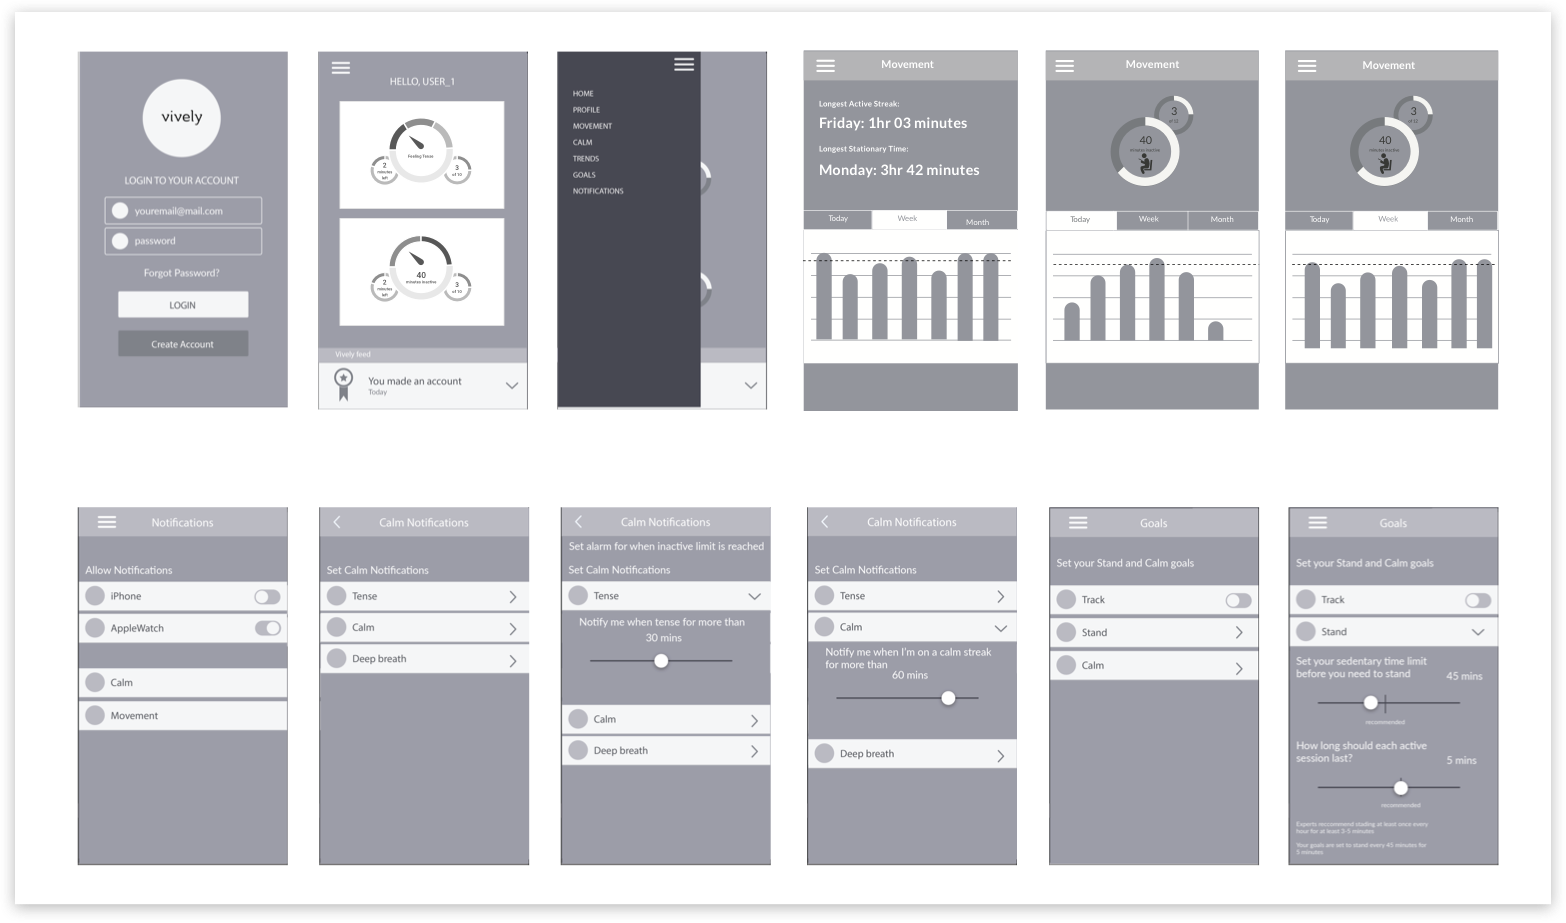 vively
LOGIN TO YOUR ACCOUNT
youremail@mail.com
password
Forgot Password?
LOGIN
Create Account
HELLO, USER_1
Feeling Tense
2
minutes
left
3
of 10
40
minutes inactive
2
minutes
left
3
of 10
Vively feed
You made an account
Today
HOME
PROFILE
MOVEMENT
CALM
TRENDS
GOALS
NOTIFICATIONS
Movement
Longest Active Streak:
Friday: 1hr 03 minutes
Longest Stationary Time:
Monday: 3hr 42 minutes
Today
Week
Month
Movement
3
of 12
40
minutes inactive
Today
Week
Month
Movement
3
of 12
40
minutes inactive
Today
Week
Month
Notifications
Allow Notifications
iPhone
AppleWatch
Calm
Movement
Calm Notifications
Set Calm Notifications
Tense
Calm
Deep breath
Calm Notifications
Set alarm for when inactive limit is reached
Set Calm Notifications
Tense
Notify me when tense for more than
30 mins
Calm
Deep breath
Calm Notifications
Set Calm Notifications
Tense
Calm
Notify me when I'm on a calm streak
for more than
60 mins
Deep breath
Goals
Set your Stand and Calm goals
Track
Stand
Calm
Goals
Set your Stand and Calm goals
Track
Stand
Set your sedentary time limit
before you need to stand
45 mins
recommended
How long should each active
session last?
5 mins
recommended
Experts reccommend stading at least once every
hour for at least 3-5 minutes
Your goals are set to stand every 45 minutes for
5 minutes